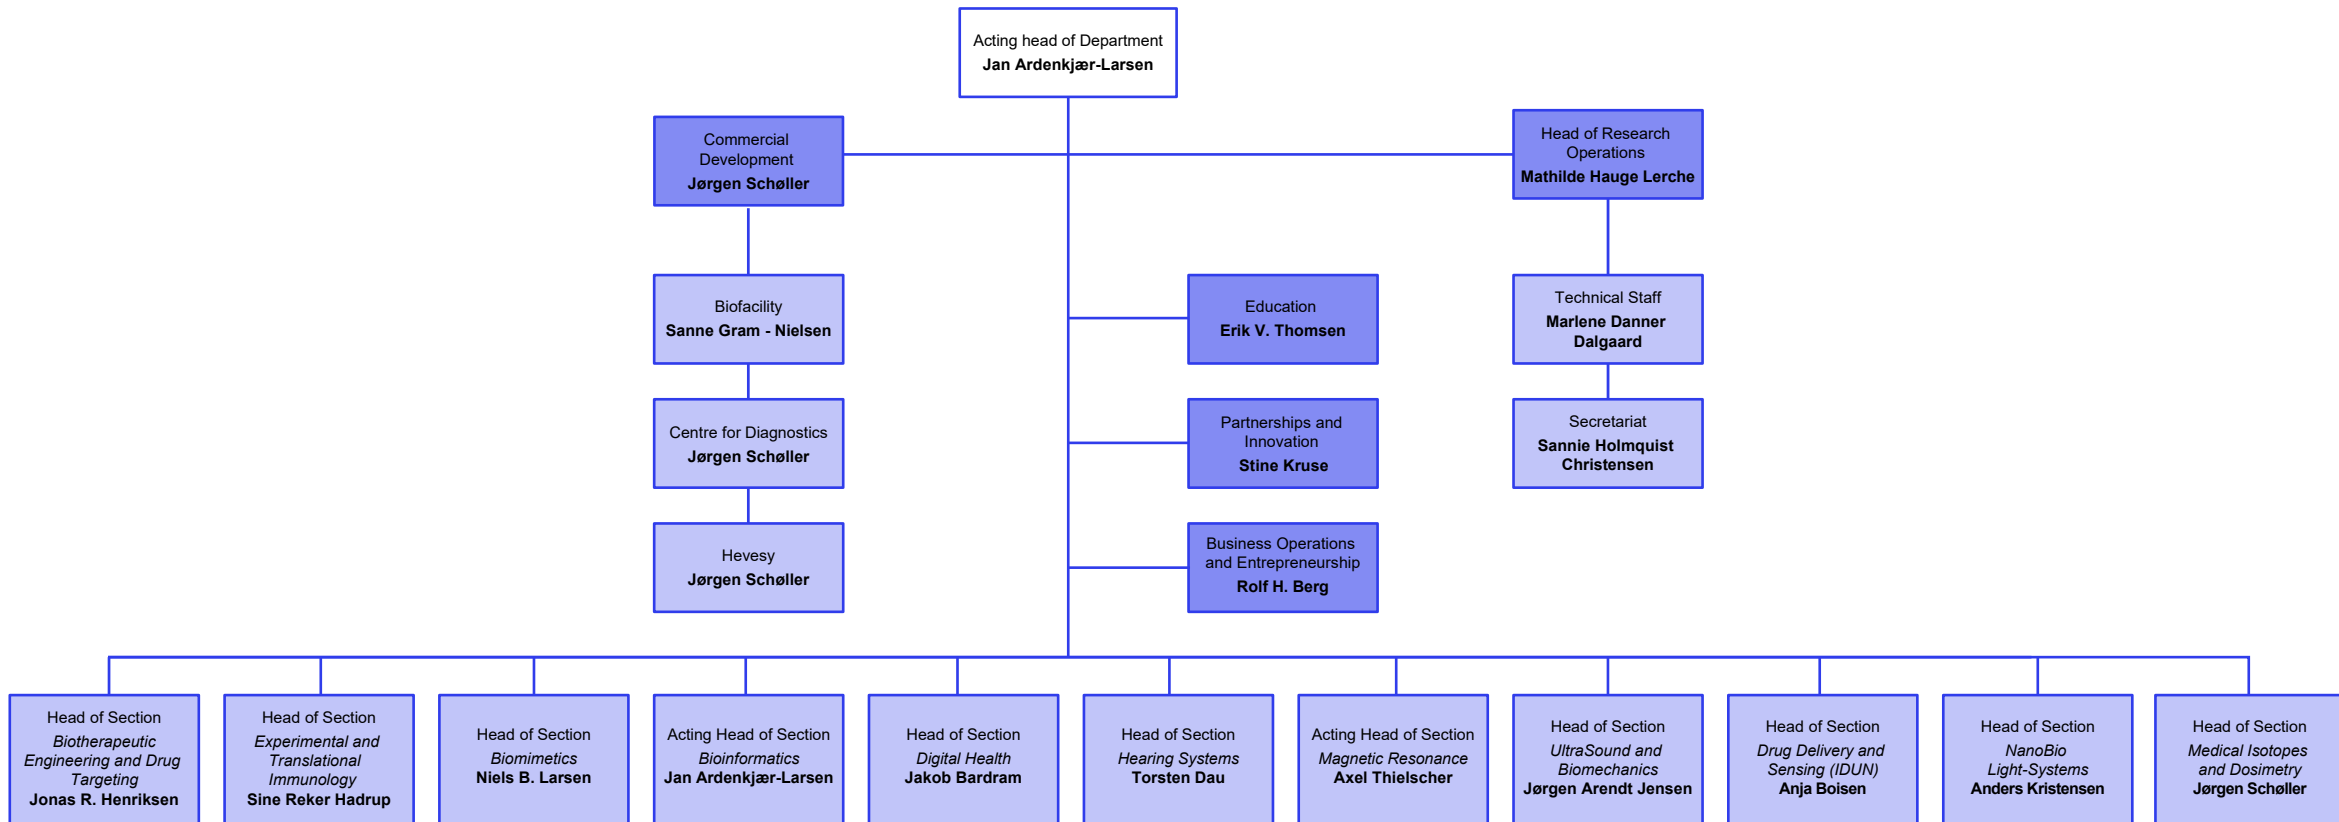 Acting head of Department
Jan Ardenkjær-Larsen
Commercial
Development
Jørgen Schøller
Head of Research
Operations
Mathilde Hauge Lerche
Biofacility
Sanne Gram - Nielsen
Education
Erik V. Thomsen
Technical Staff
Marlene Danner
Dalgaard
Centre for Diagnostics
Jørgen Schøller
Partnerships and
Innovation
Stine Kruse
Secretariat
Sannie Holmquist
Christensen
Hevesy
Jørgen Schøller
Business Operations
and Entrepreneurship
Rolf H. Berg
Head of Section
Biotherapeutic
Engineering and Drug
Targeting
Jonas R. Henriksen
Head of Section
Experimental and
Translational
Immunology
Sine Reker Hadrup
Head of Section
Biomimetics
Niels B. Larsen
Acting Head of Section
Bioinformatics
Jan Ardenkjær-Larsen
Head of Section
Digital Health
Jakob Bardram
Head of Section
Hearing Systems
Torsten Dau
Acting Head of Section
Magnetic Resonance
Axel Thielscher
Head of Section
UltraSound and
Biomechanics
Jørgen Arendt Jensen
Head of Section
Drug Delivery and
Sensing (IDUN)
Anja Boisen
Head of Section
NanoBio
Light-Systems
Anders Kristensen
Head of Section
Medical Isotopes
and Dosimetry
Jørgen Schøller